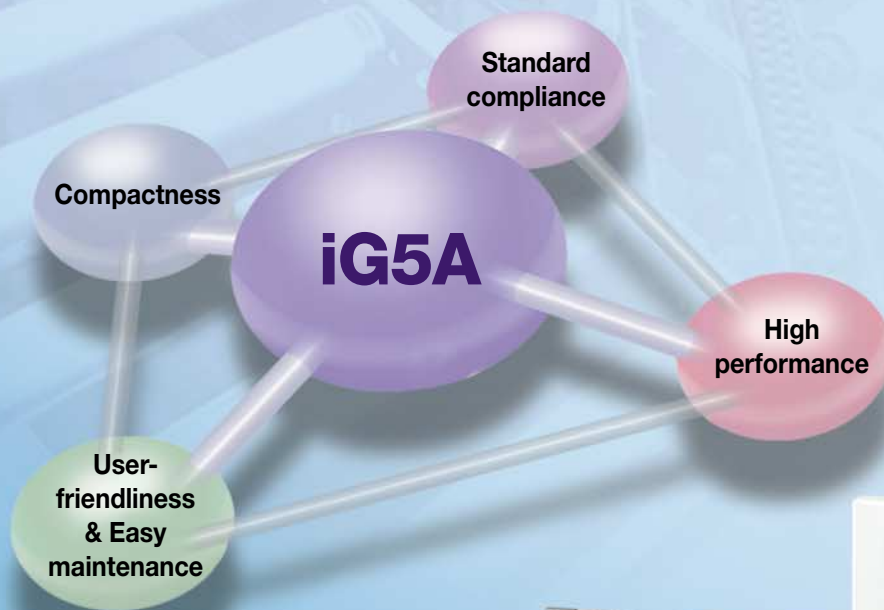 Standard
compliance
Compactness
iG5A
High
performance
User-
friendliness
& Easy
maintenance